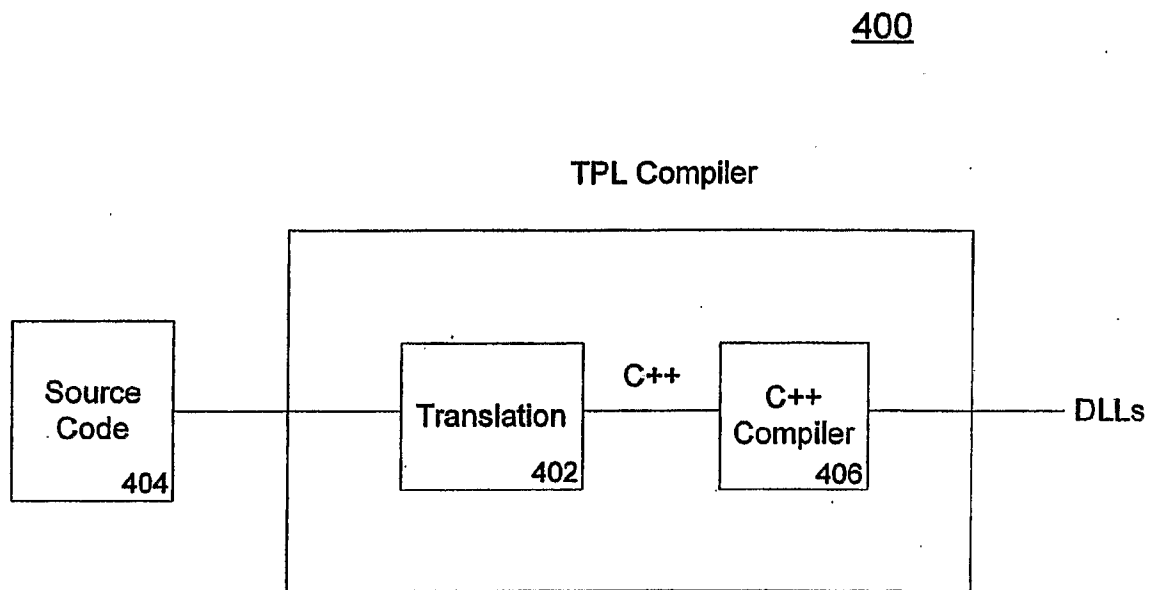 400
TPL Compiler
Source
Code
404
Translation
402
C++
C++
Compiler
406
DLLs